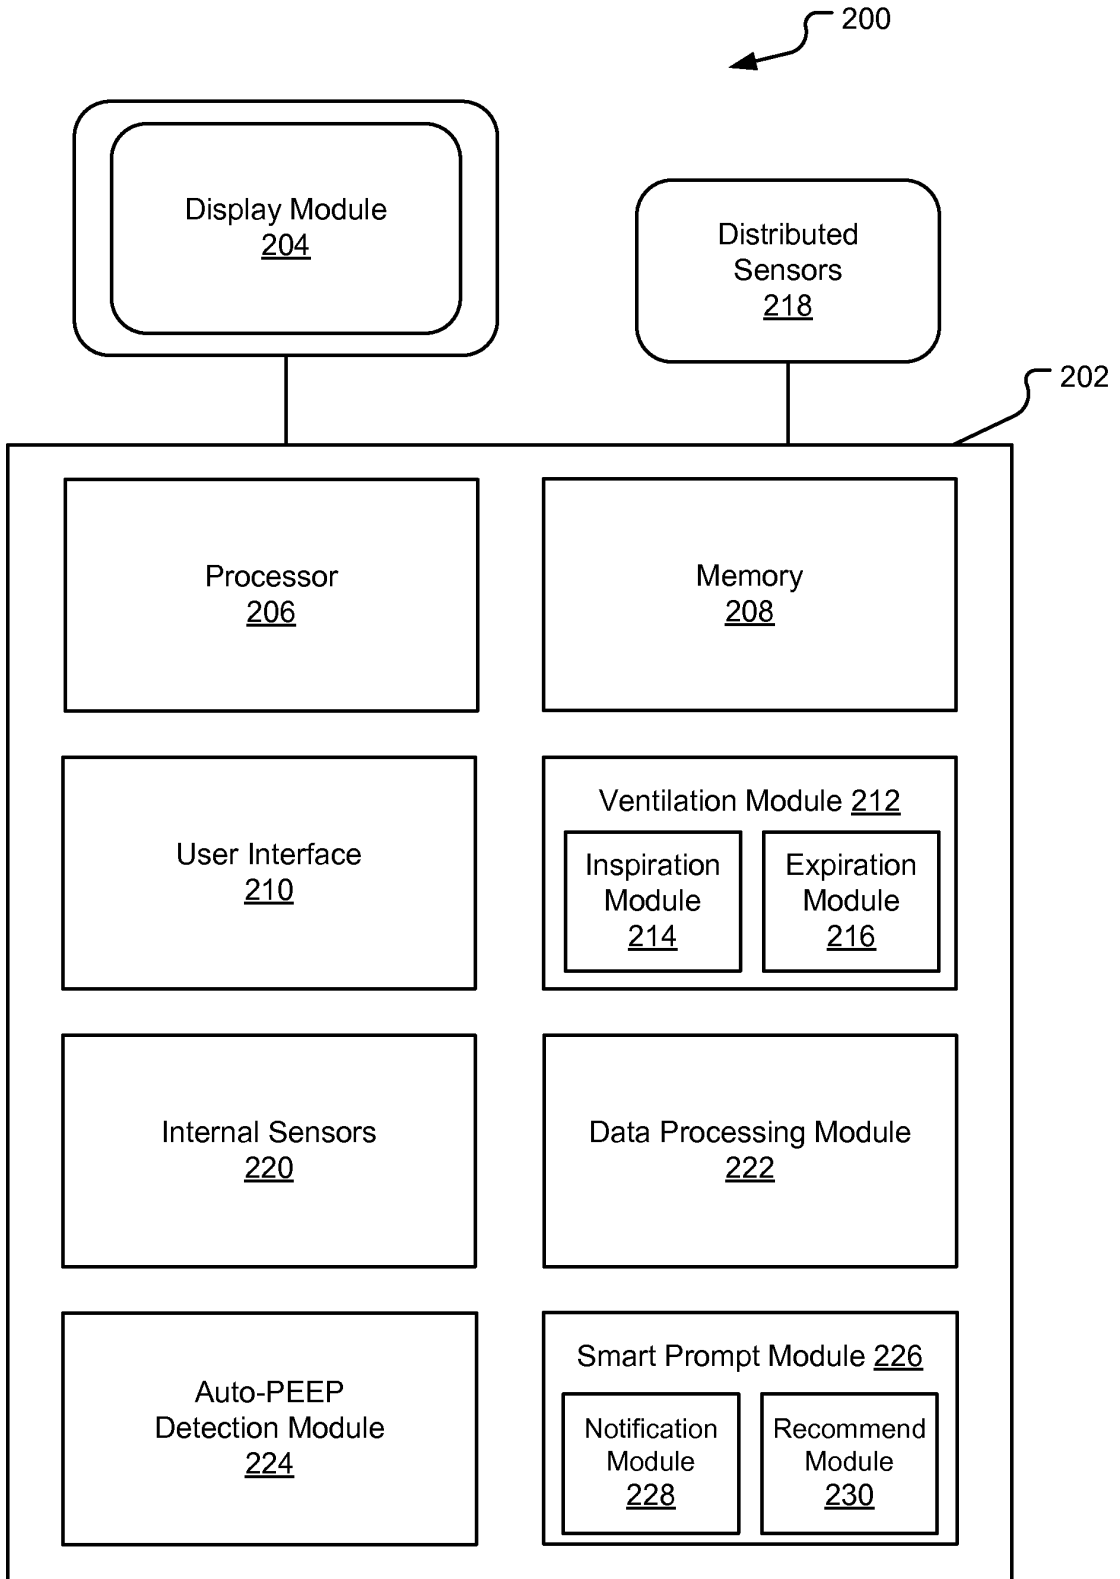 200
Display Module
204
Distributed
Sensors
218
202
Processor
206
Memory
208
User Interface
210
Ventilation Module 212
Inspiration
Module
214
Expiration
Module
216
Internal Sensors
220
Data Processing Module
222
Auto-PEEP
Detection Module
224
Smart Prompt Module 226
Notification
Module
228
Recommend
Module
230